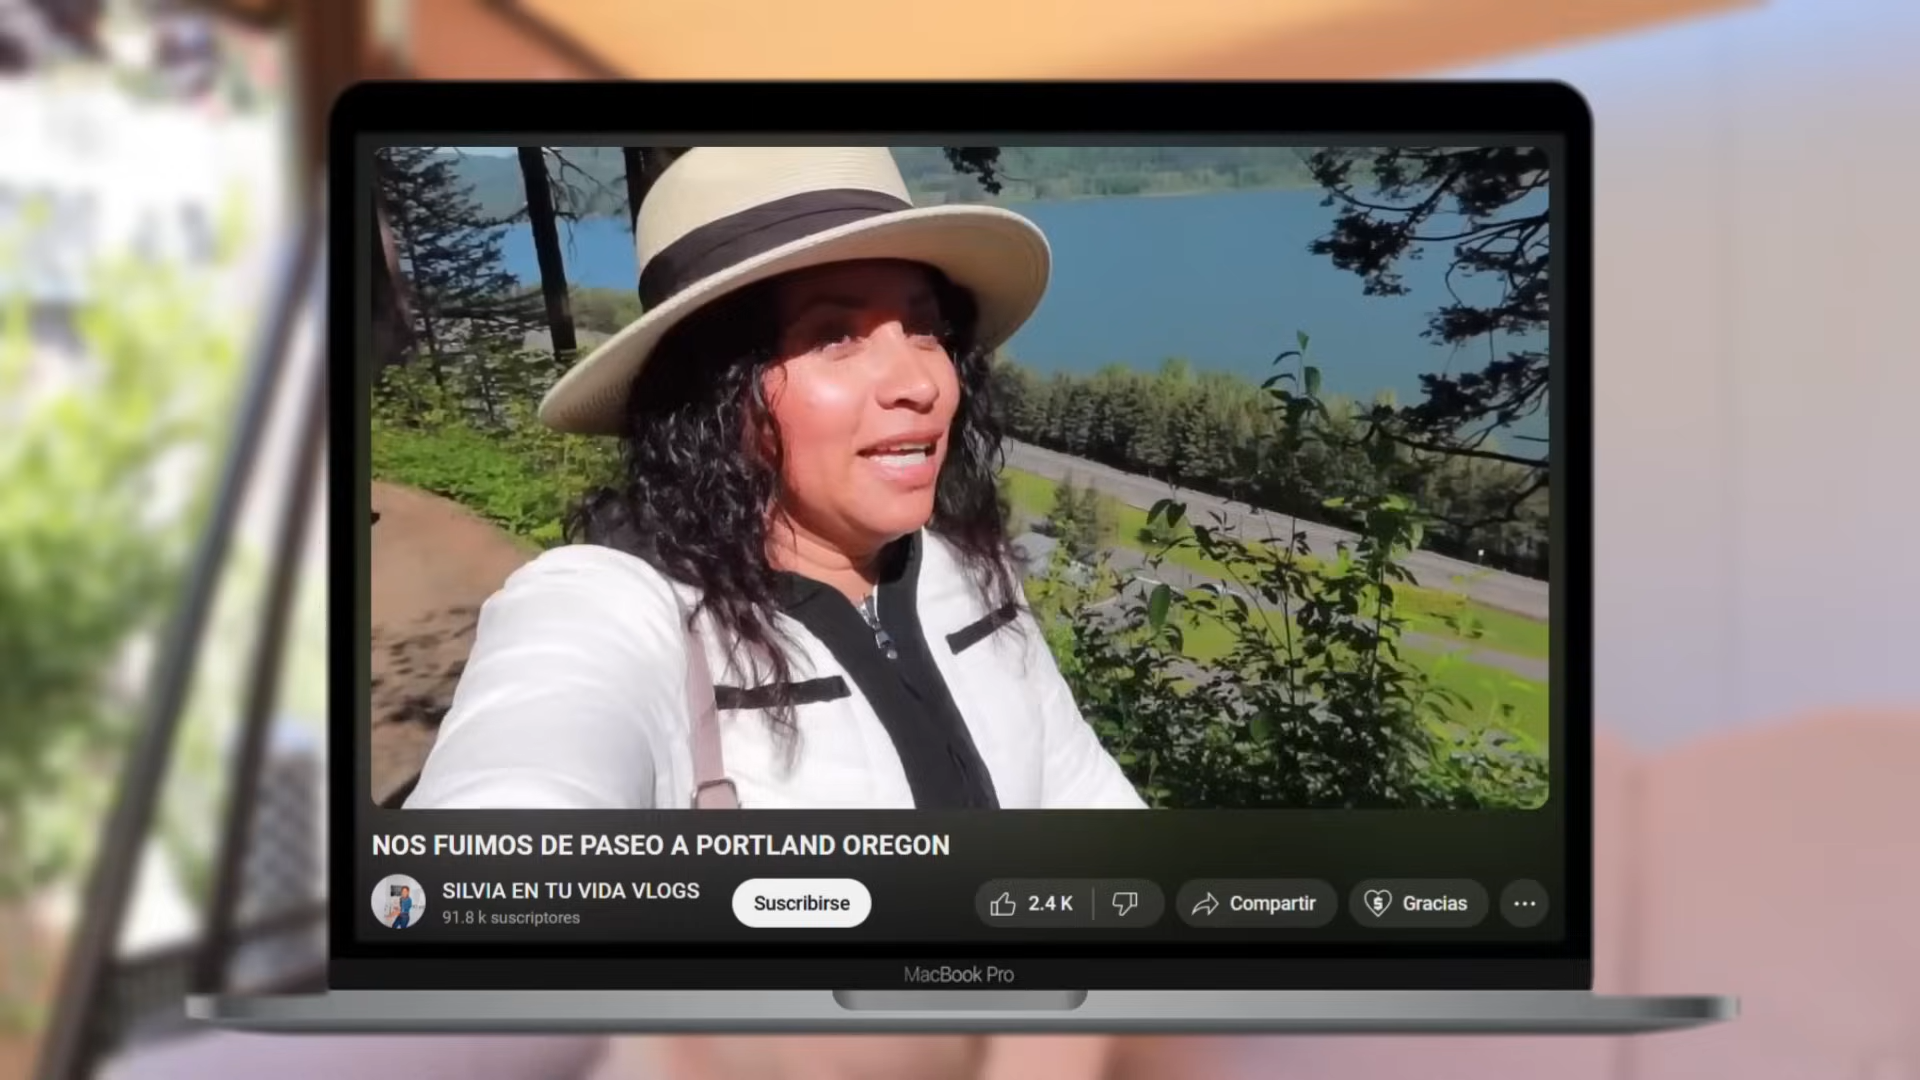 NOS FUIMOS DE PASEO A PORTLAND OREGON
SILVIA EN TU VIDA VLOGS
91.8 k suscriptores
Suscribirse
2.4 K
Compartir
$ Gracias
MacBook Pro